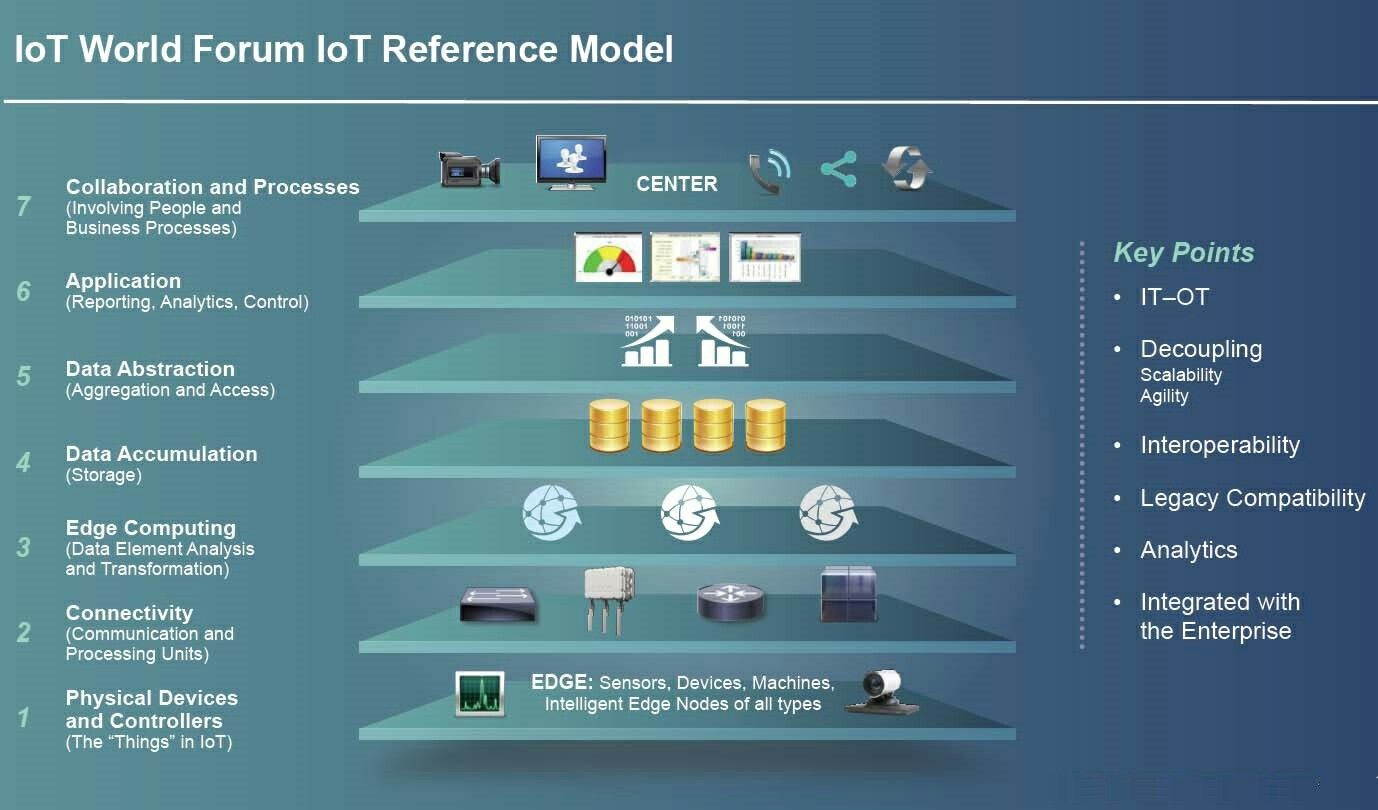 IoT World Forum IoT Reference Model
7
Collaboration and Processes
(Involving People and
Business Processes)
CENTER
6
Application
(Reporting, Analytics, Control)
5
Data Abstraction
(Aggregation and Access)
010101
11001
001
4
Data Accumulation
(Storage)
3
Edge Computing
(Data Element Analysis
and Transformation)
2
Connectivity
(Communication and
Processing Units)
1
Physical Devices
and Controllers
(The “Things” in IoT)
EDGE: Sensors, Devices, Machines,
Intelligent Edge Nodes of all types
Key Points
• IT–OT
• Decoupling
Scalability
Agility
• Interoperability
• Legacy Compatibility
• Analytics
• Integrated with
the Enterprise